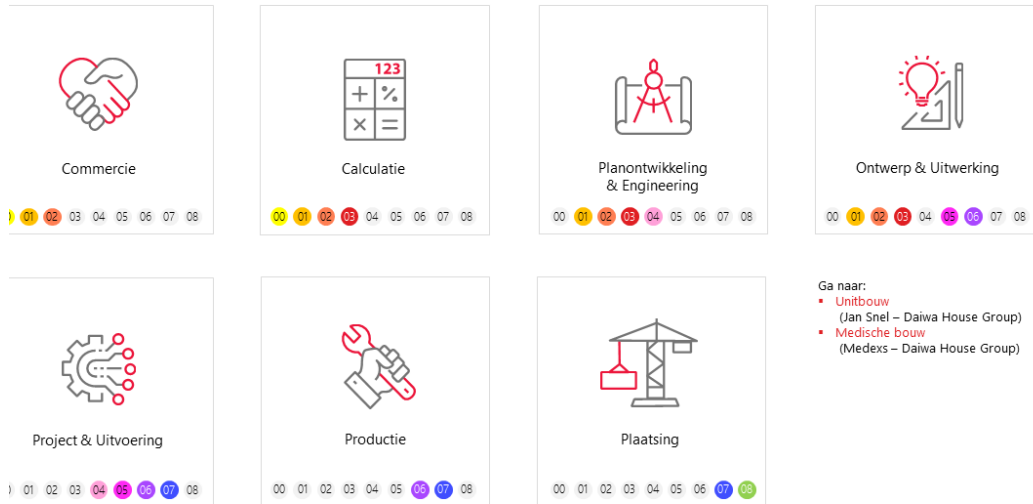 123
Commercie
Calculatie
Planontwikkeling
& Engineering
Ontwerp & Uitwerking
01 02 03 04 05 06 07 08
00 01 02 03 04 05 06 07 08
00 01 02 03 04 05 06 07 08
00 01 02 03 04 05 06 07 08
Ga naar:
Unitbouw
(Jan Snel – Daiwa House Group)
Medische bouw
(Medexs – Daiwa House Group)
Project & Uitvoering
Productie
Plaatsing
01 02 03 04 05 06 07 08
00 01 02 03 04 05 06 07 08
00 01 02 03 04 05 06 07 08